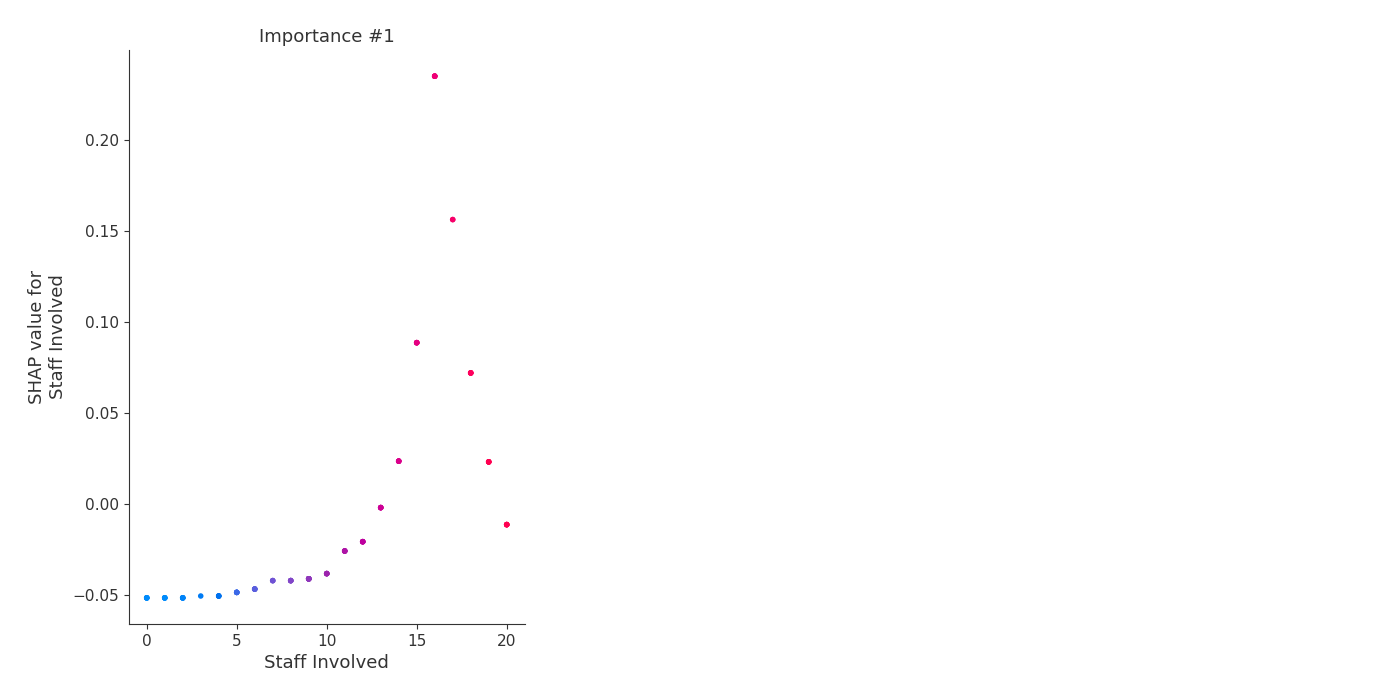 Importance #1
SHAP value for
Staff Involved
0.20
0.15
0.10
0.05
0.00
−0.05
0 5 10 15 20
Staff Involved